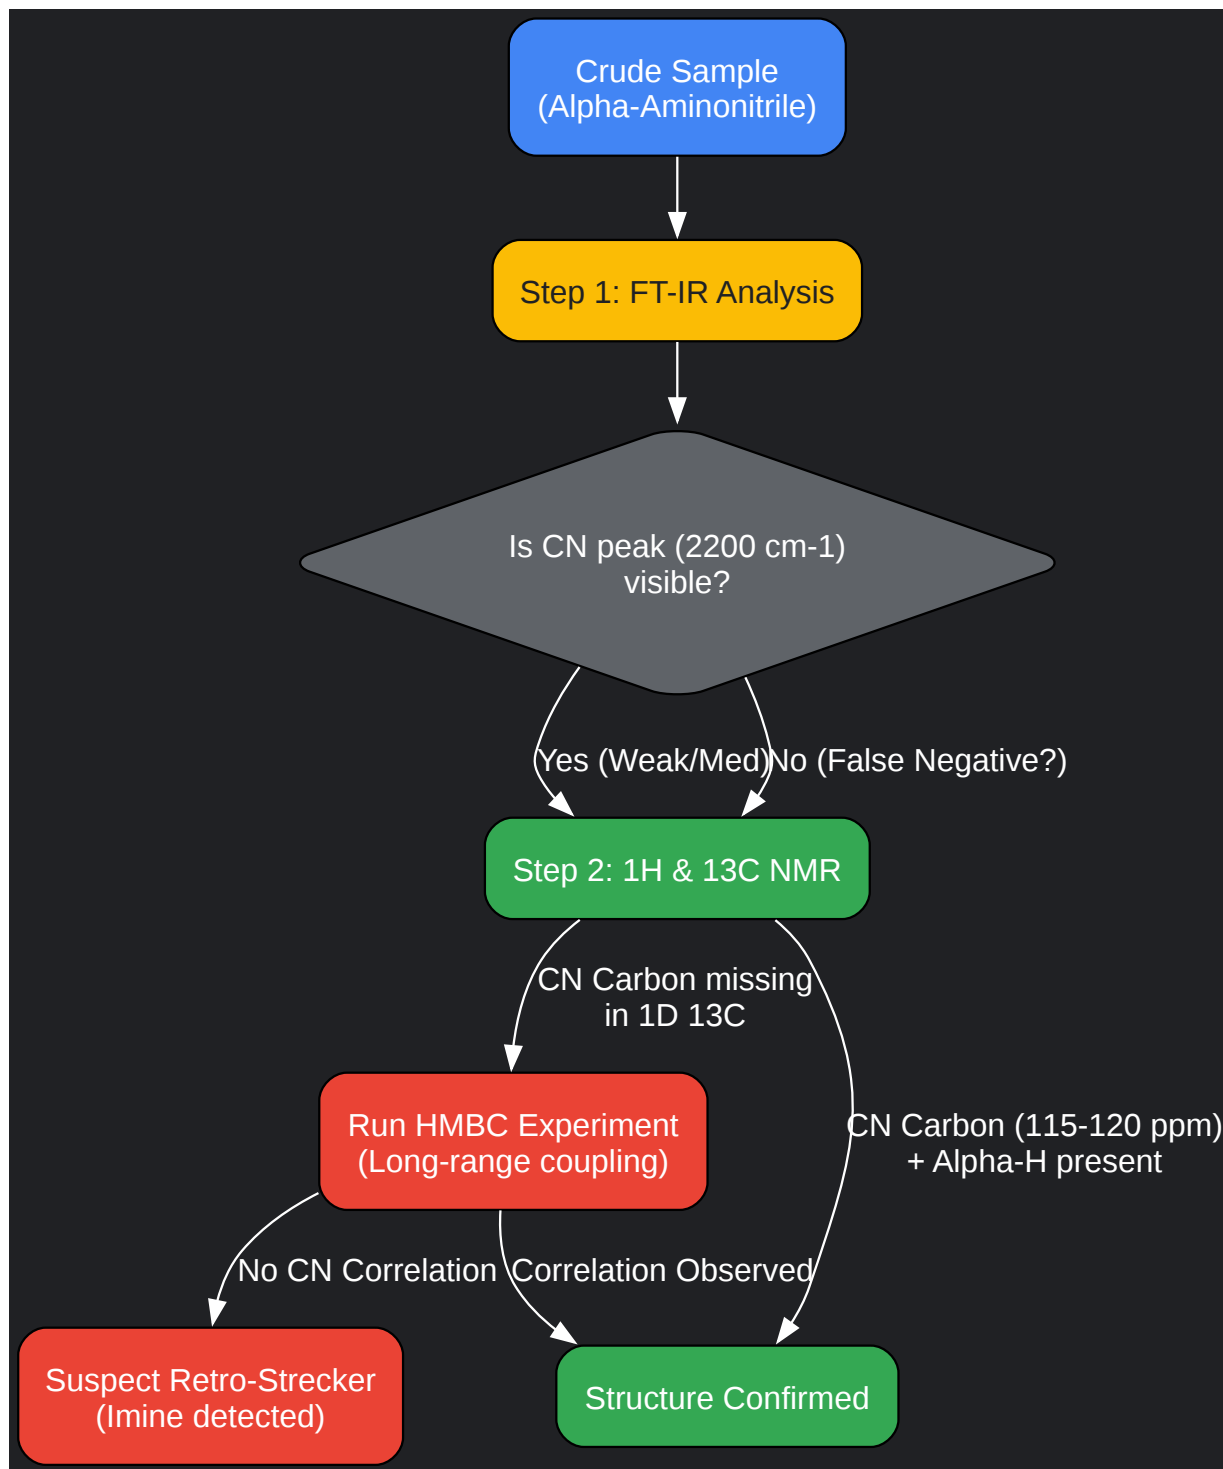 Crude Sample
(Alpha-Aminonitrile)
Step 1: FT-IR Analysis
Is CN peak (2200 cm-1)
visible?
Yes (Weak/Med)
No (False Negative?)
Step 2: 1H & 13C NMR
CN Carbon missing
in 1D 13C
Run HMBC Experiment
(Long-range coupling)
CN Carbon (115-120 ppm)
+ Alpha-H present
No CN Correlation
Correlation Observed
Suspect Retro-Strecker
(Imine detected)
Structure Confirmed